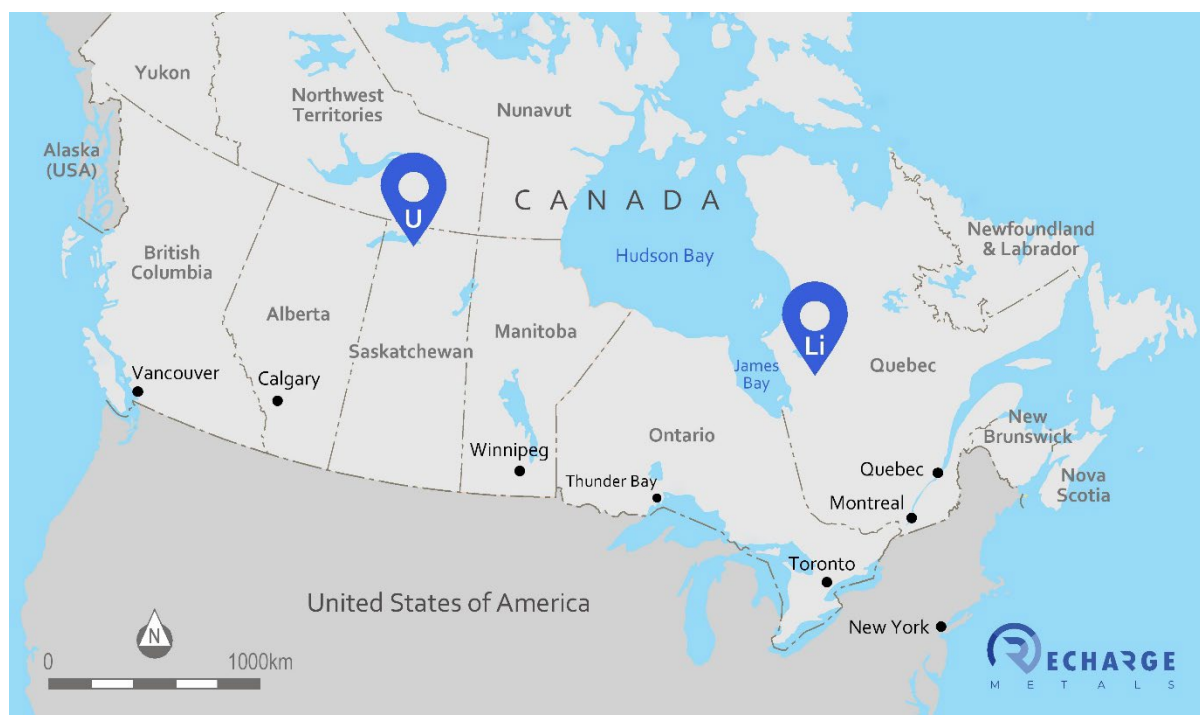 Yukon
Northwest
Territories
Nunavut
Alaska
(USA)
U
C A N A D A
Newfoundland
& Labrador
British
Columbia
Hudson Bay
Alberta
Manitoba
Li
Saskatchewan
James
Bay
Quebec
Vancouver
Calgary
New
Brunswick
Ontario
Winnipeg
Quebec
Thunder Bay
Nova
Scotia
Montreal
Toronto
United States of America
New York
N
0 1000km
RECHARGE
METALS